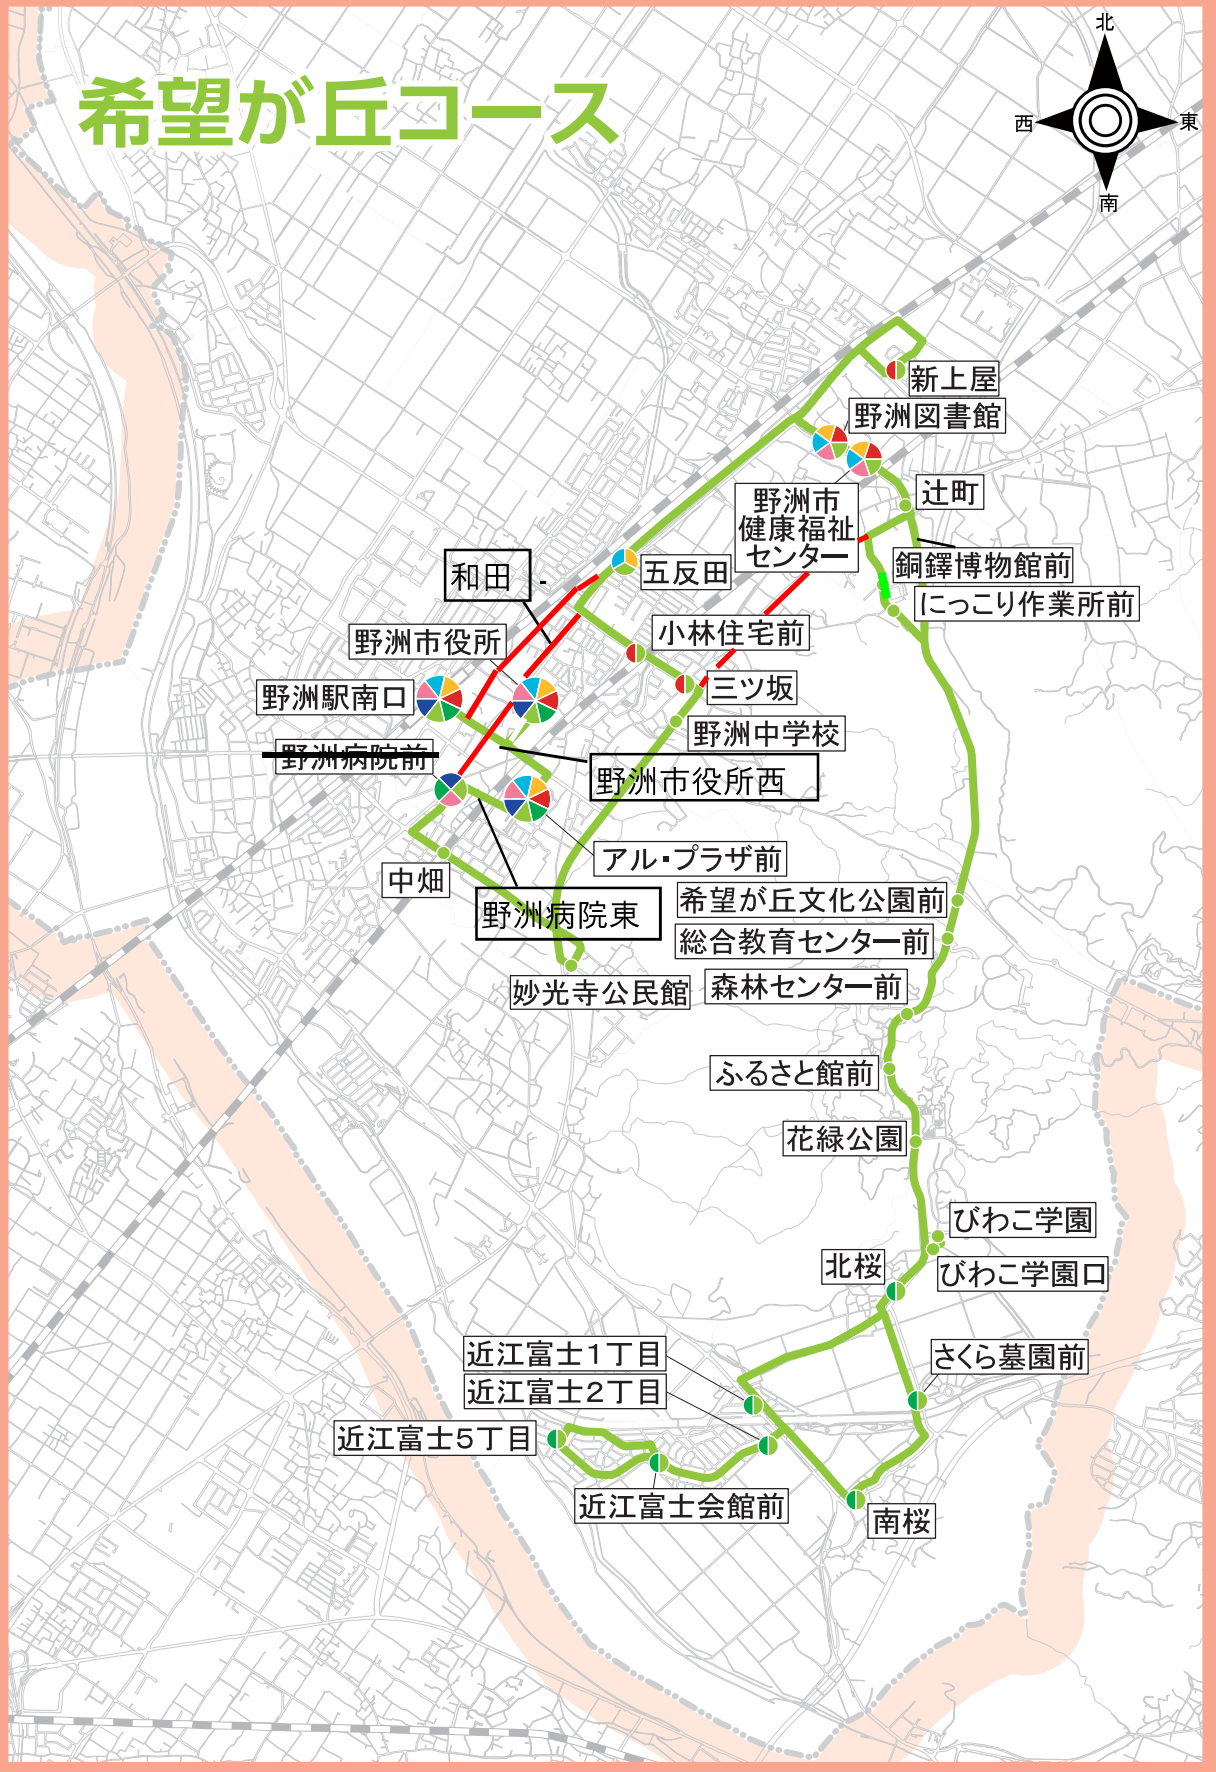 北
希望が丘コース
西
東
南
新上屋
野洲図書館
辻町
野洲市
健康福祉
センター
銅鐸博物館前
五反田
和田
-
にっこり作業所前
小林住宅前
野洲市役所
三ツ坂
野洲駅南口
野洲中学校
野洲病院前
野洲市役所西
アル・プラザ前
中畑
野洲病院東
希望が丘文化公園前
総合教育センター前
妙光寺公民館
森林センター前
ふるさと館前
花緑公園
びわこ学園
北桜
びわこ学園口
近江富士1丁目
さくら墓園前
近江富士2丁目
近江富士5丁目
近江富士会館前
南桜